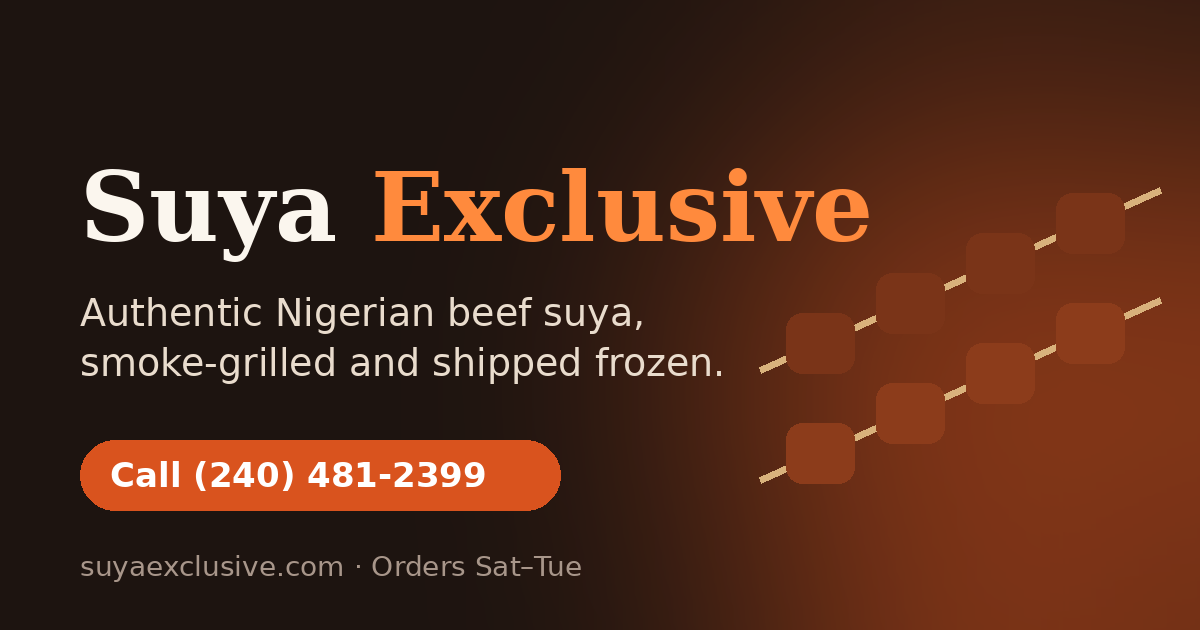 Suya Exclusive
Authentic Nigerian beef suya,
smoke-grilled and shipped frozen.
Call (240) 481-2399
suyaexclusive.com · Orders Sat–Tue